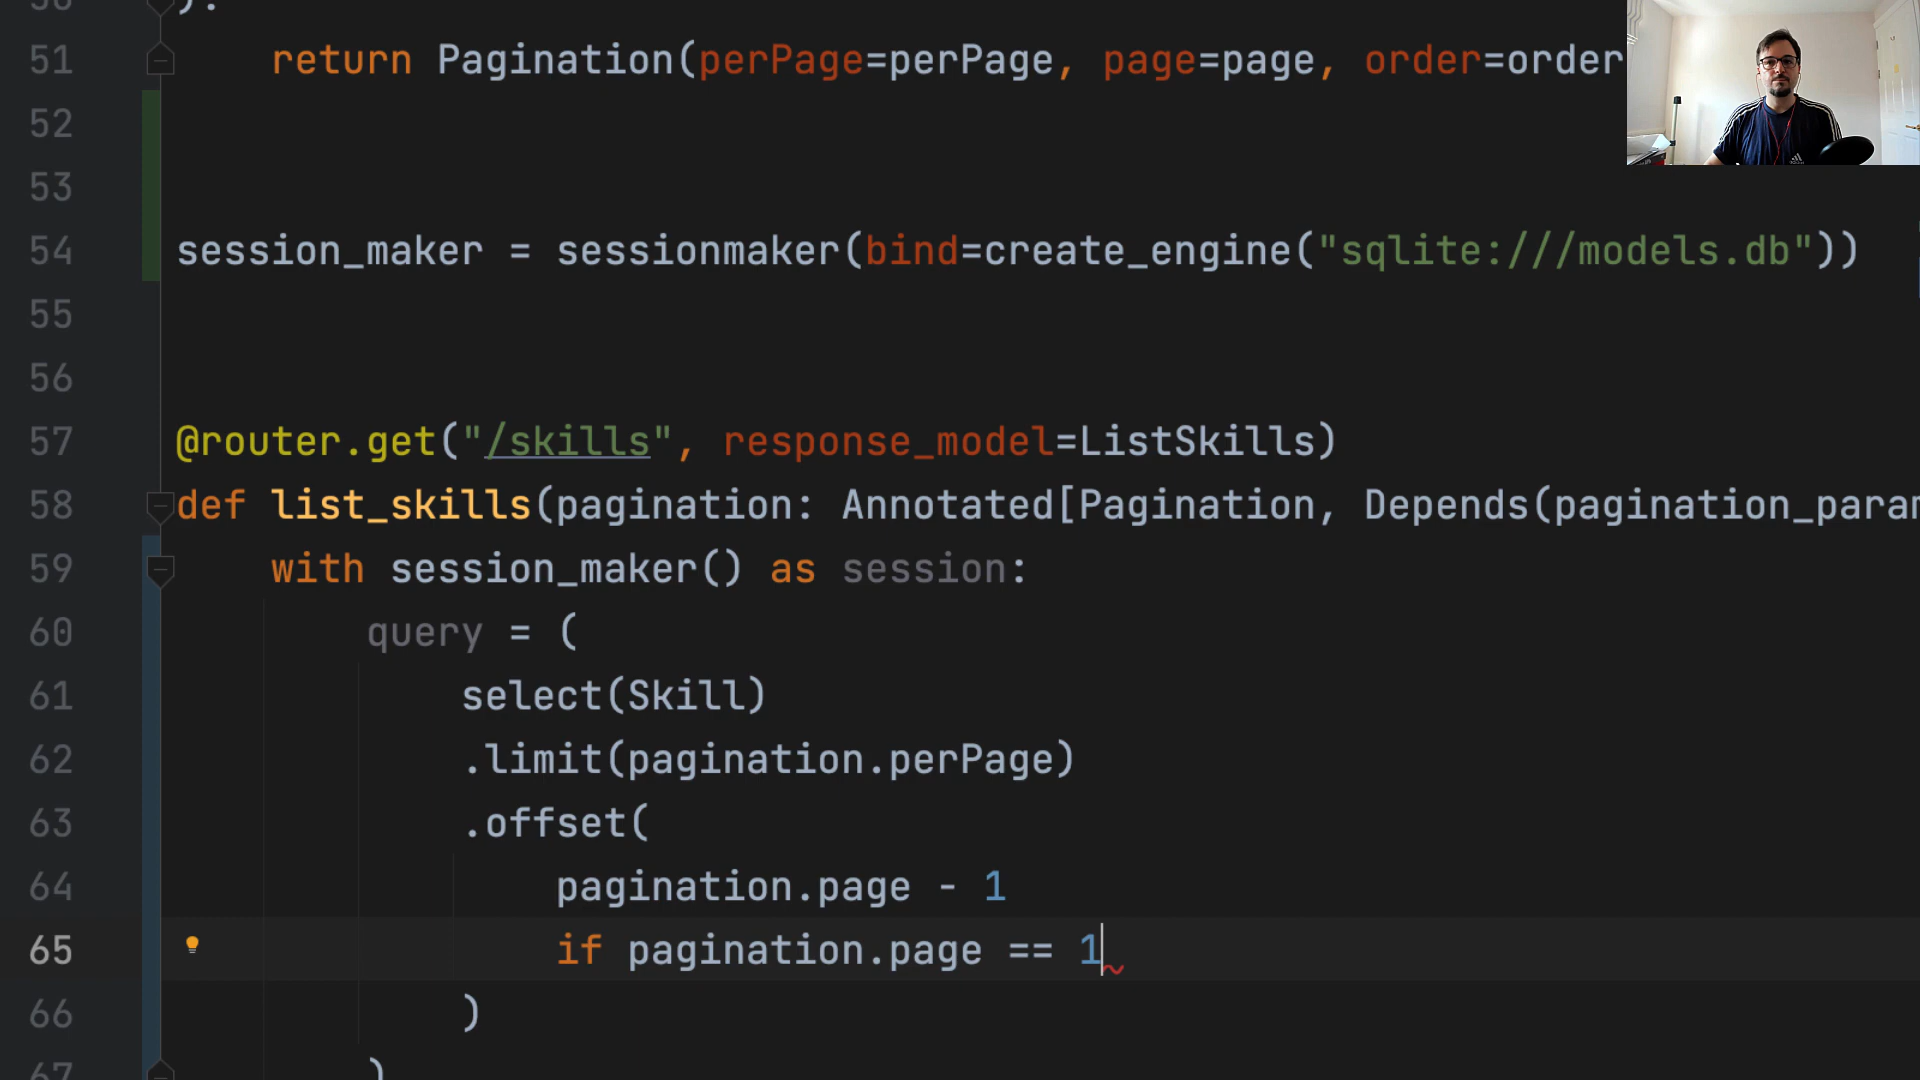 51 return Pagination(perPage=perPage, page=page, order=order
52
53
54 session_maker = sessionmaker(bind=create_engine("sqlite:///models.db"))
55
56
57 @router.get("/skills", response_model=ListSkills)
58 def list_skills(pagination: Annotated[Pagination, Depends(pagination_param
59 with session_maker() as session:
60 query = (
61 select(Skill)
62 .limit(pagination.perPage)
63 .offset(
64 pagination.page - 1
65 if pagination.page == 1
66 )
67 )